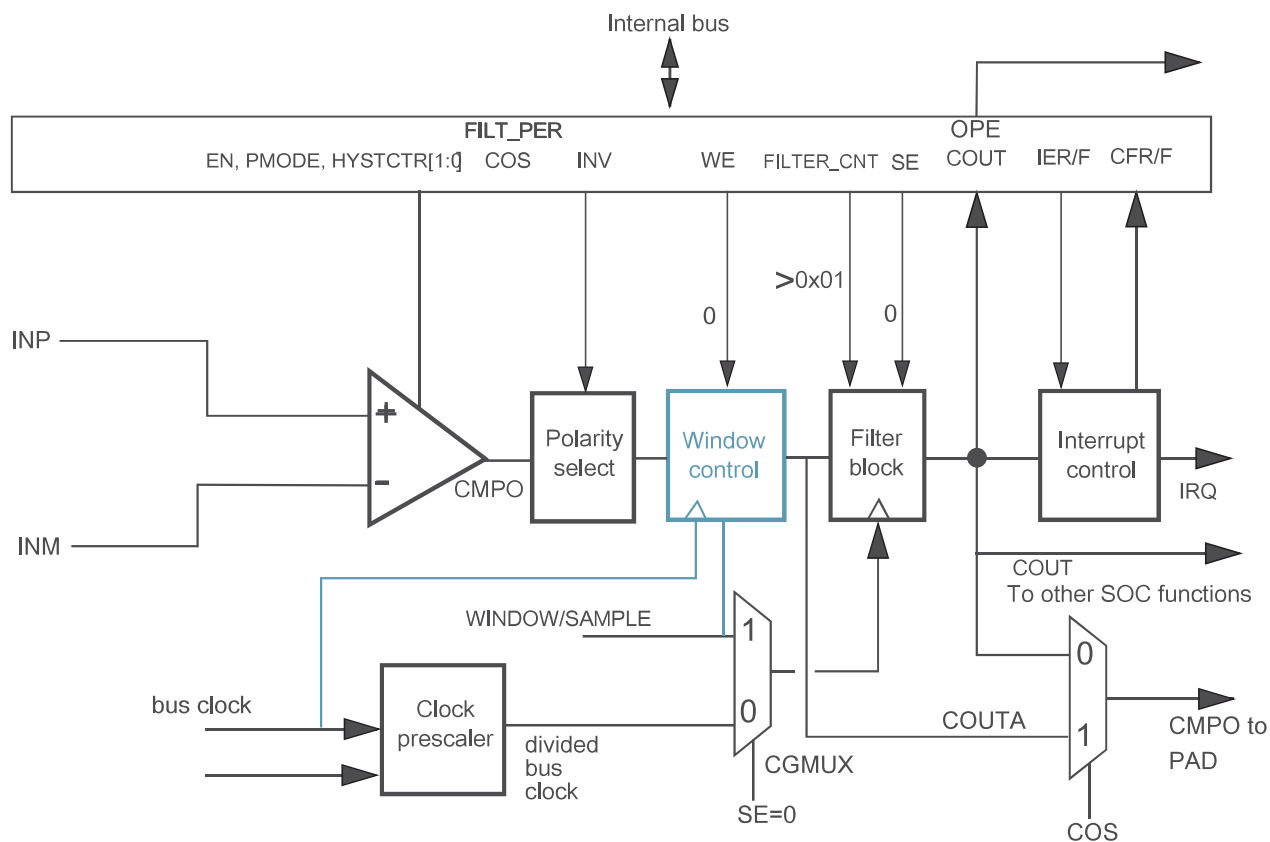 Internal bus
FILT_PER
OPE
EN, PMODE, HYSTCTR[1:0]
COS
INV
WE
FILTER_CNT
SE
COUT
IER/F
CFR/F
>0x01
0
0
INP
+
-
CMPO
Polarity
select
Window
control
Filter
block
Interrupt
control
IRQ
INM
COUT
To other SOC functions
WINDOW/SAMPLE
1
0
bus clock
Clock
prescaler
divided
bus
clock
CGMUX
SE=0
0
1
COUTA
CMPO to
PAD
COS